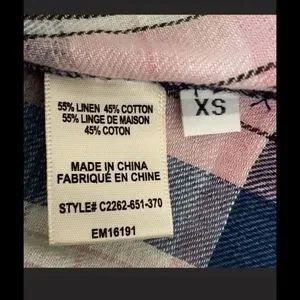 55% LINEN 45% COTTON
55% LINGE DE MAISON
45% COTON
MADE IN CHINA
FABRIQUÉ EN CHINE
STYLE# C2262-651-370
EM16191
XS